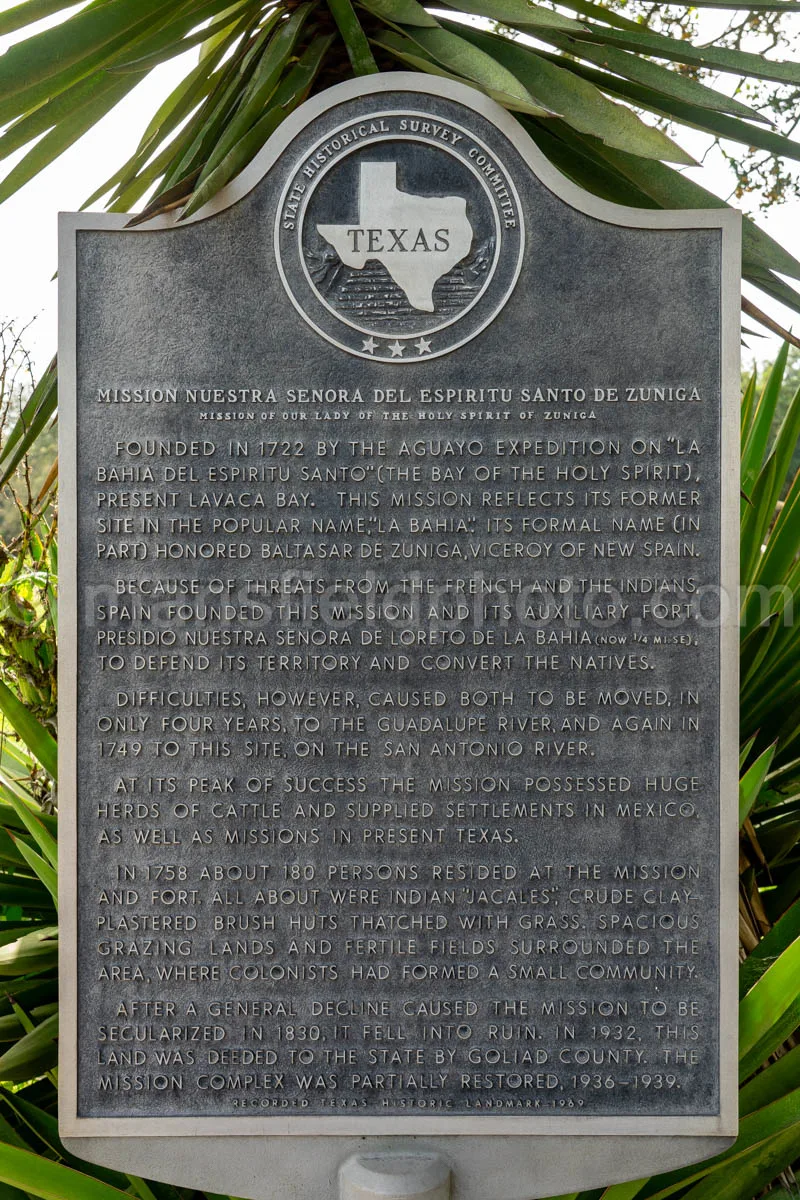 STATE HISTORICAL SURVEY COMMITTEE
TEXAS
MISSION NUESTRA SENORA DEL ESPIRITU SANTO DE ZUNIGA
MISSION OF OUR LADY OF THE HOLY SPIRIT OF ZUNIGA
FOUNDED IN 1722 BY THE AGUAYO EXPEDITION ON "LA
BAHIA DEL ESPIRITU SANTO" (THE BAY OF THE HOLY SPIRIT),
PRESENT LAVACA BAY. THIS MISSION REFLECTS ITS FORMER
SITE IN THE POPULAR NAME, "LA BAHIA". ITS FORMAL NAME (IN
PART) HONORED BALTASAR DE ZUNIGA, VICEROY OF NEW SPAIN.
BECAUSE OF THREATS FROM THE FRENCH AND THE INDIANS,
SPAIN FOUNDED THIS MISSION AND ITS AUXILIARY FORT,
PRESIDIO NUESTRA SENORA DE LORETO DE LA BAHIA (NOW 1/4 MI. SE),
TO DEFEND ITS TERRITORY AND CONVERT THE NATIVES.
DIFFICULTIES, HOWEVER, CAUSED BOTH TO BE MOVED, IN
ONLY FOUR YEARS, TO THE GUADALUPE RIVER, AND AGAIN IN
1749 TO THIS SITE, ON THE SAN ANTONIO RIVER.
AT ITS PEAK OF SUCCESS THE MISSION POSSESSED HUGE
HERDS OF CATTLE AND SUPPLIED SETTLEMENTS IN MEXICO,
AS WELL AS MISSIONS IN PRESENT TEXAS.
IN 1758 ABOUT 180 PERSONS RESIDED AT THE MISSION
AND FORT. ALL ABOUT WERE INDIAN "JACALES", CRUDE CLAY-
PLASTERED BRUSH HUTS THATCHED WITH GRASS. SPACIOUS
GRAZING LANDS AND FERTILE FIELDS SURROUNDED THE
AREA, WHERE COLONISTS HAD FORMED A SMALL COMMUNITY.
AFTER A GENERAL DECLINE CAUSED THE MISSION TO BE
SECULARIZED IN 1830, IT FELL INTO RUIN. IN 1932, THIS
LAND WAS DEEDED TO THE STATE BY GOLIAD COUNTY. THE
MISSION COMPLEX WAS PARTIALLY RESTORED, 1936-1939.
RECORDED TEXAS HISTORIC LANDMARK-1969
mansfieldphoto.com